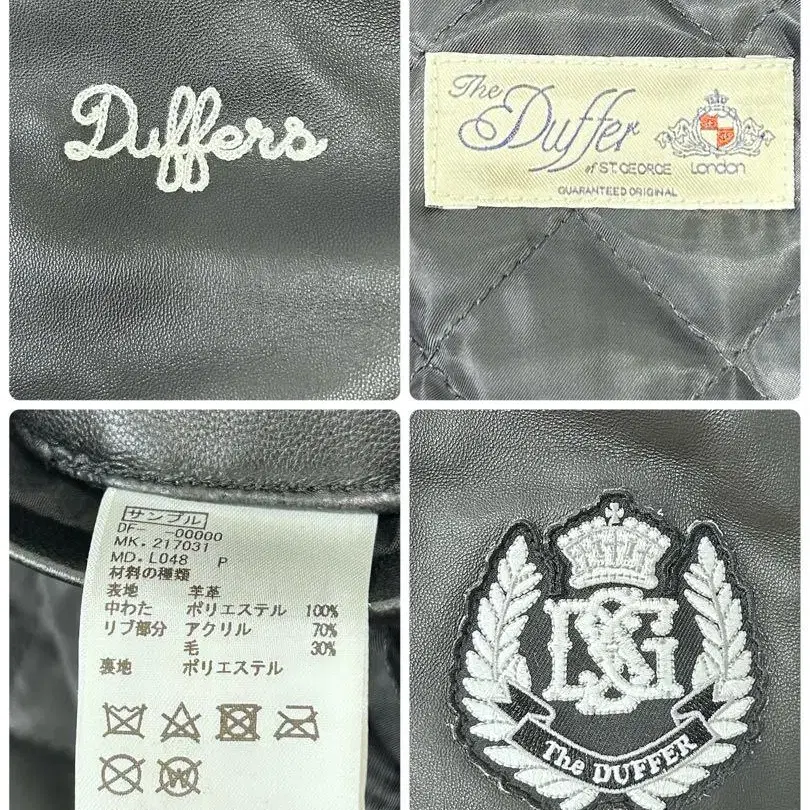 Duffers
The
Duffer
of ST. GEORGE London
GUARANTEED ORIGINAL
サンプル
DF- -00000
MK. 217031
MD. L048 P
材料の種類
表地 羊革
中わた ポリエステル 100%
リブ部分 アクリル 70%
毛 30%
裏地 ポリエステル
W
DSG
The DUFFER